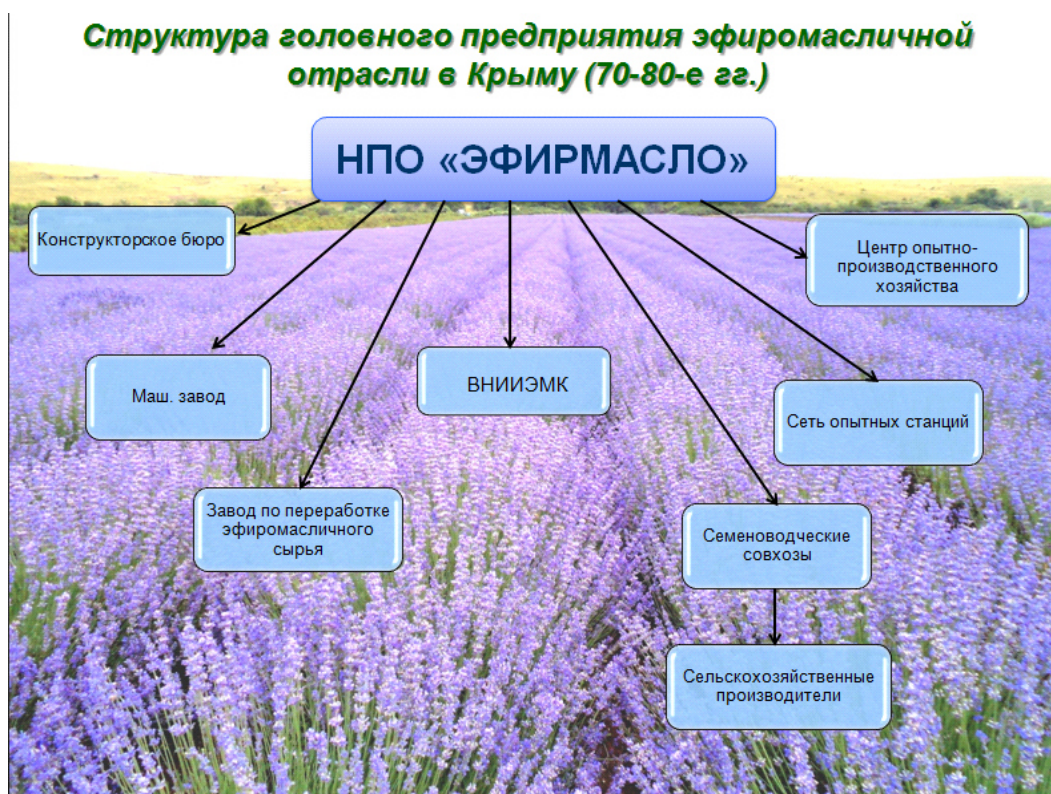 Структура головного предприятия эфиромасличной
отрасли в Крыму (70-80-е гг.)
НПО «ЭФИРМАСЛО»
Конструкторское бюро
Центр опытно-
производственного
хозяйства
Маш. завод
ВНИИЭМК
Сеть опытных станций
Завод по переработке
эфиромасличного
сырья
Семеноводческие
совхозы
Сельскохозяйственные
производители